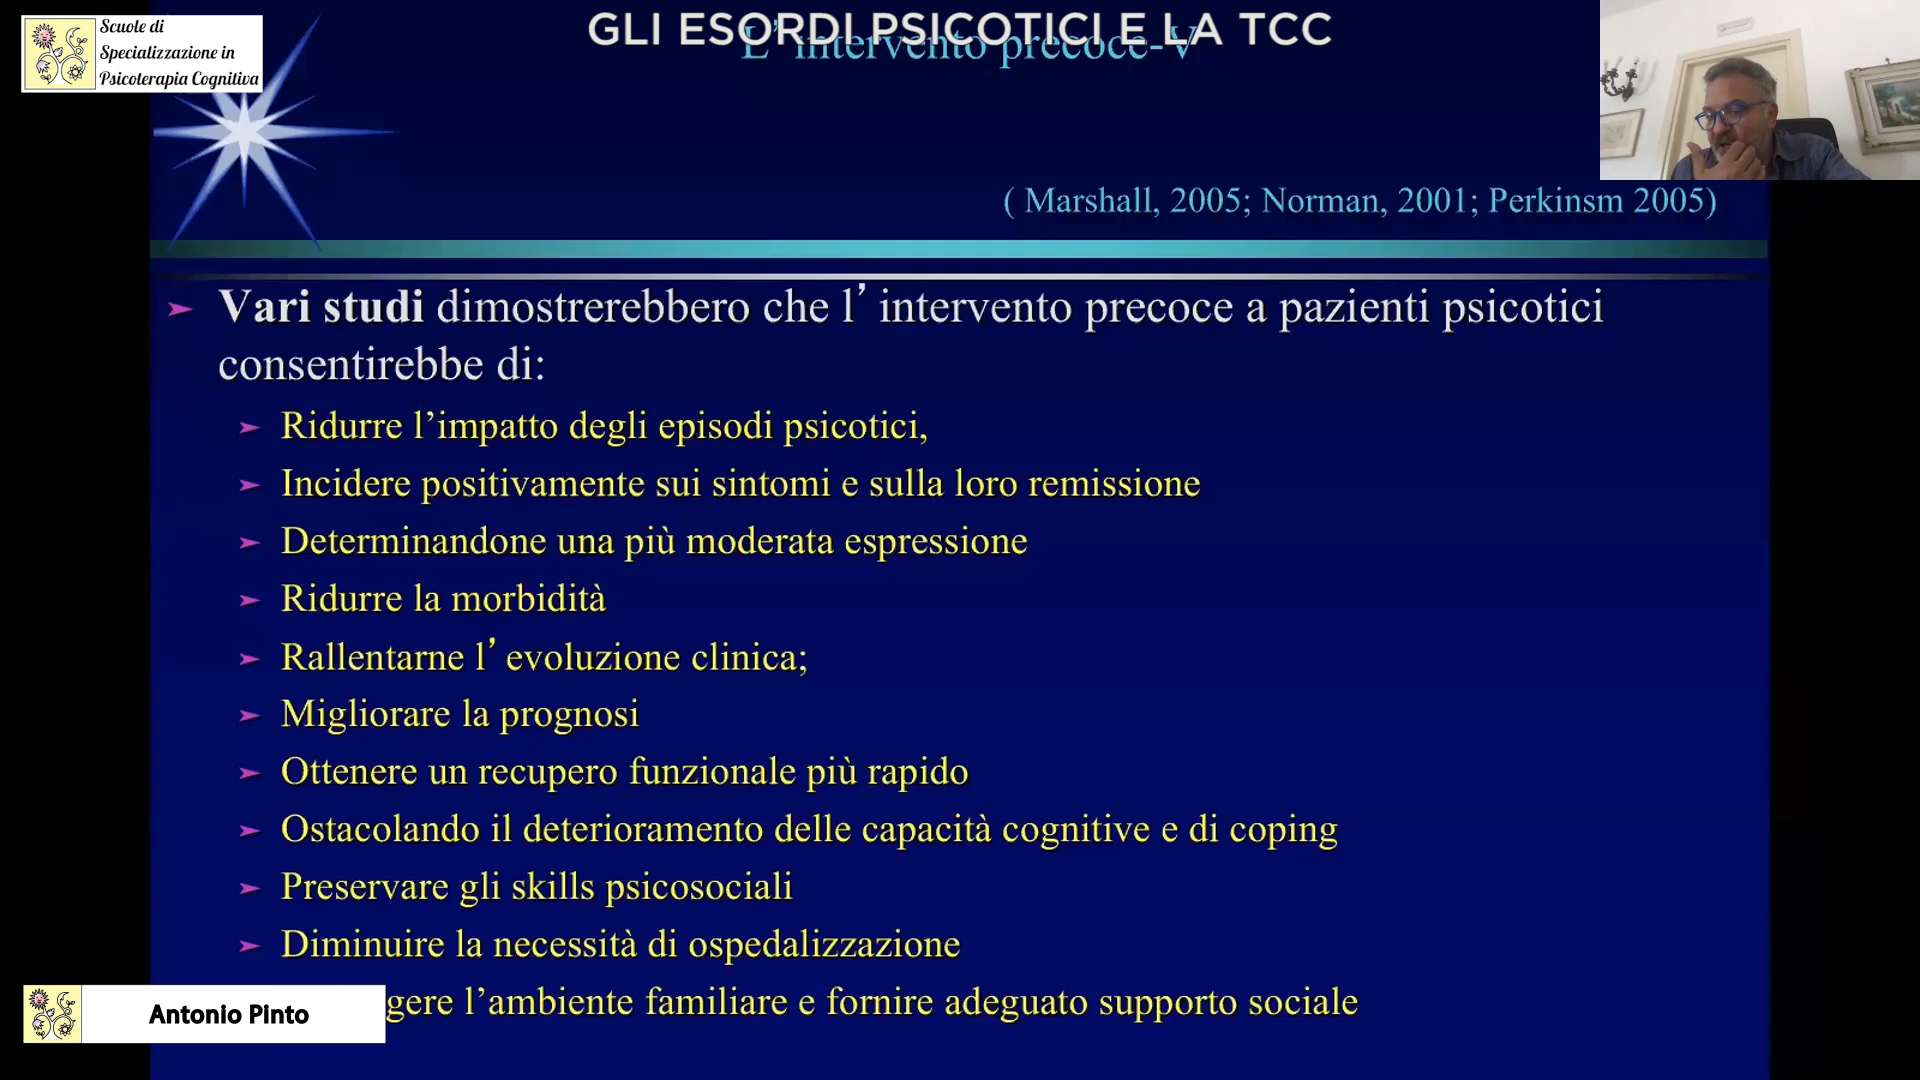 Scuole di
Specializzazione in
Psicoterapia Cognitiva
GLI ESORDI PSICOTICI E LA TCC
L’intervento precoce-V
( Marshall, 2005; Norman, 2001; Perkinsm 2005)
Vari studi dimostrerebbero che l’intervento precoce a pazienti psicotici
consentirebbe di:
Ridurre l’impatto degli episodi psicotici,
Incidere positivamente sui sintomi e sulla loro remissione
Determinandone una più moderata espressione
Ridurre la morbidità
Rallentarne l’evoluzione clinica;
Migliorare la prognosi
Ottenere un recupero funzionale più rapido
Ostacolando il deterioramento delle capacità cognitive e di coping
Preservare gli skills psicosociali
Diminuire la necessità di ospedalizzazione
gere l’ambiente familiare e fornire adeguato supporto sociale
Antonio Pinto